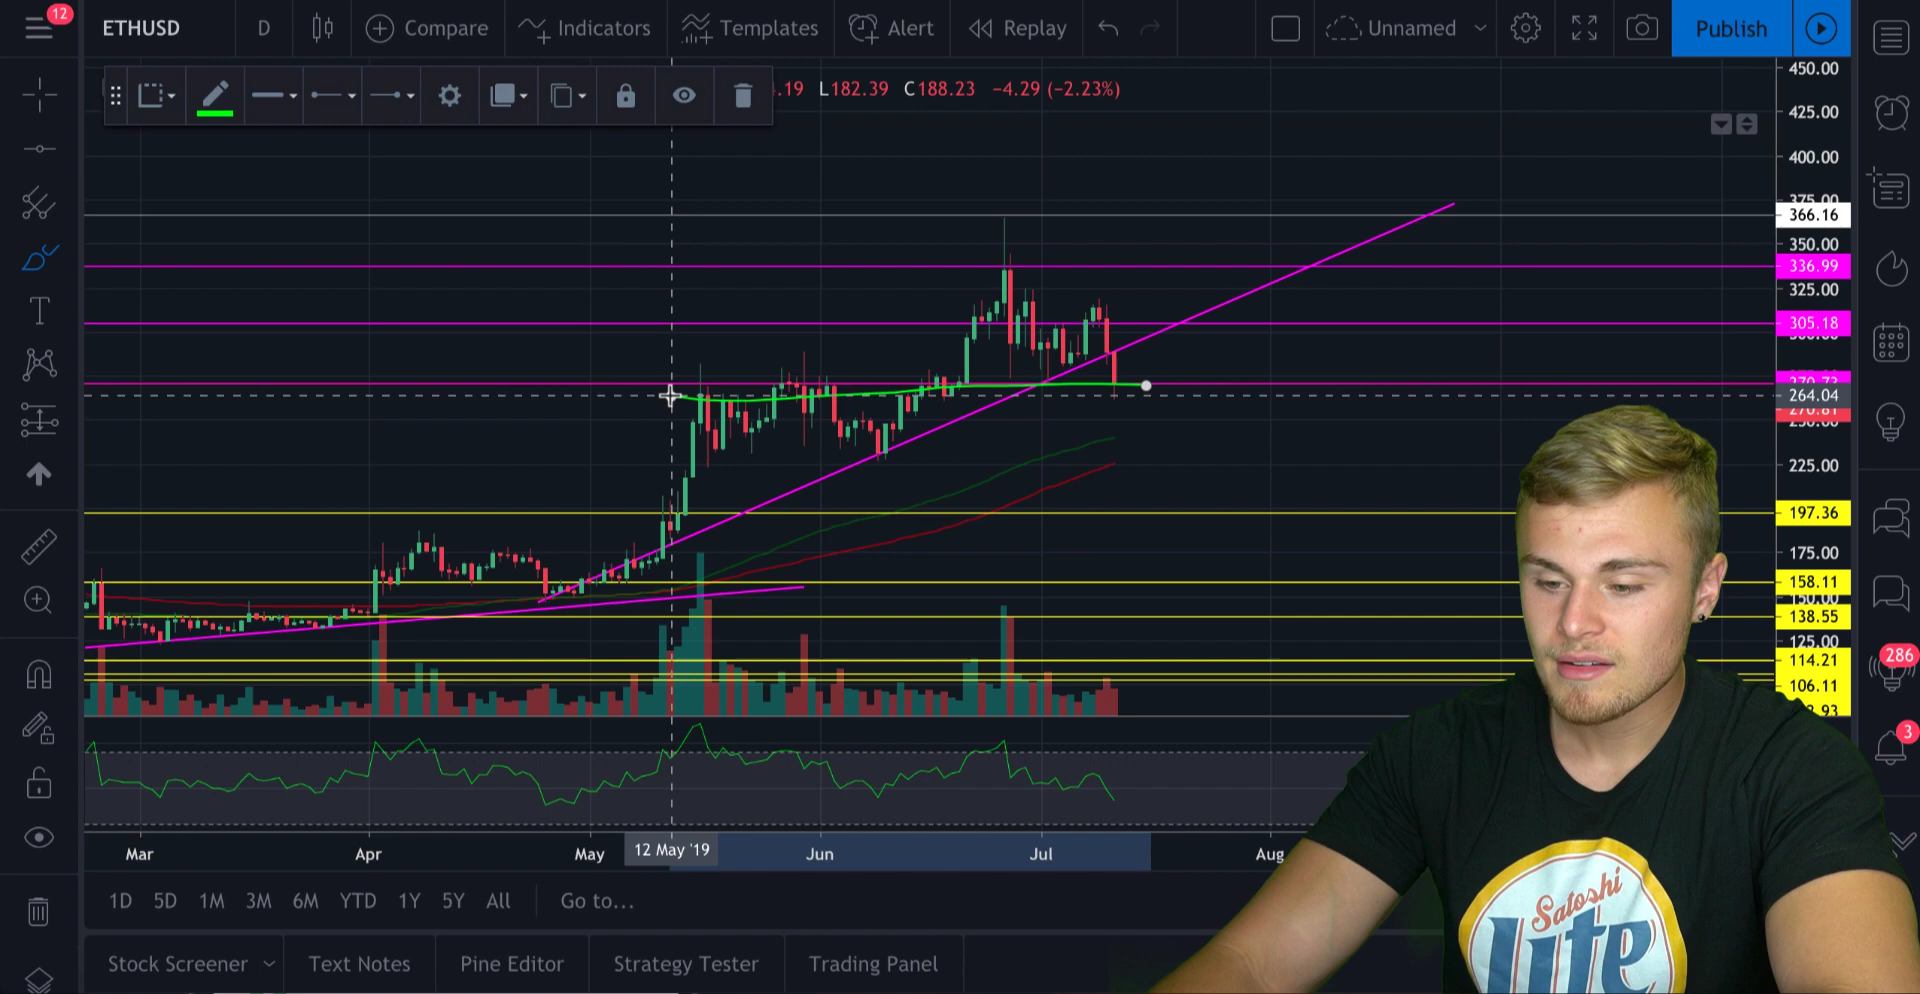 12
ETHUSD
D
Compare
Indicators
Templates
Alert
Replay
Unnamed
Publish
.19 L182.39 C188.23 −4.29 (−2.23%)
450.00
425.00
400.00
375.00
366.16
350.00
336.99
325.00
305.18
264.04
225.00
197.36
175.00
158.11
150.00
138.55
125.00
114.21
106.11
286
3
Mar
Apr
May
12 May '19
Jun
Jul
Aug
1D 5D 1M 3M 6M YTD 1Y 5Y All Go to...
Stock Screener
Text Notes
Pine Editor
Strategy Tester
Trading Panel
Satoshi
lite